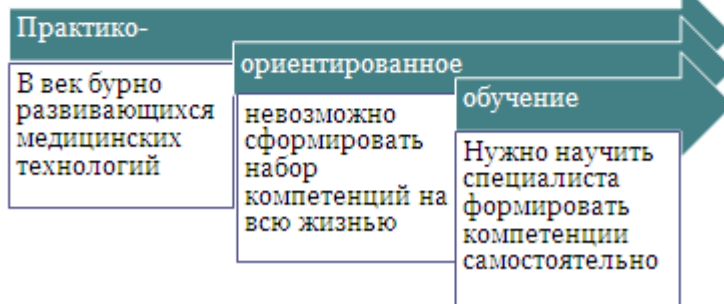 Практико-
В век бурно
развивающихся
медицинских
технологий
ориентированное
невозможно
сформировать
набор
компетенций на
всю жизнью
обучение
Нужно научить
специалиста
формировать
компетенции
самостоятельно